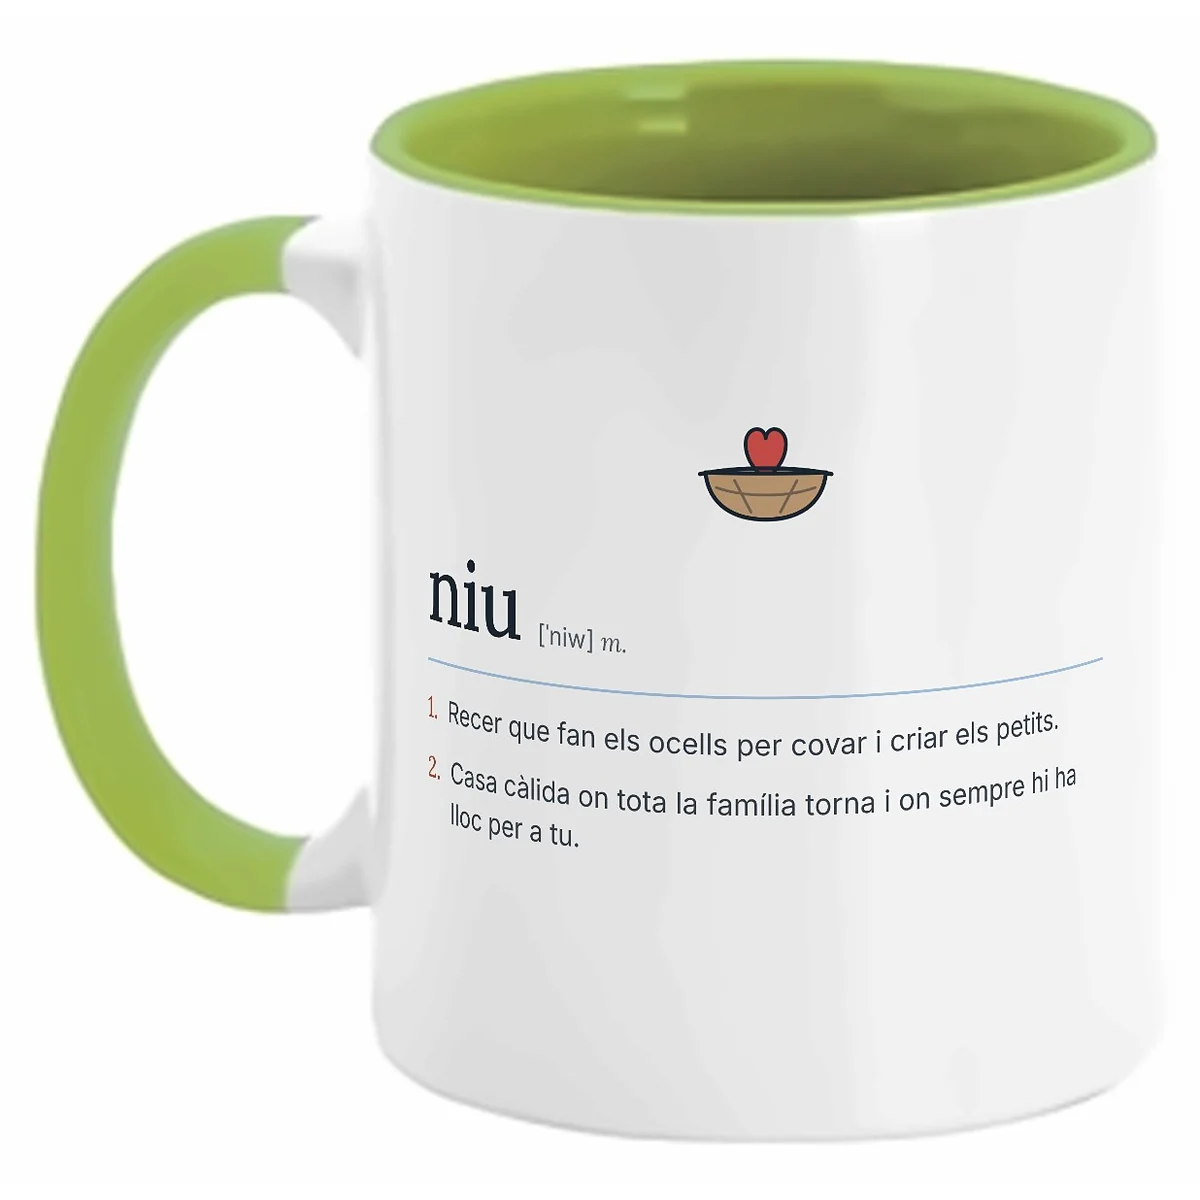 niu ['niw] m.
1. Recer que fan els ocells per covar i criar els petits.
2. Casa càlida on tota la família torna i on sempre hi ha
lloc per a tu.